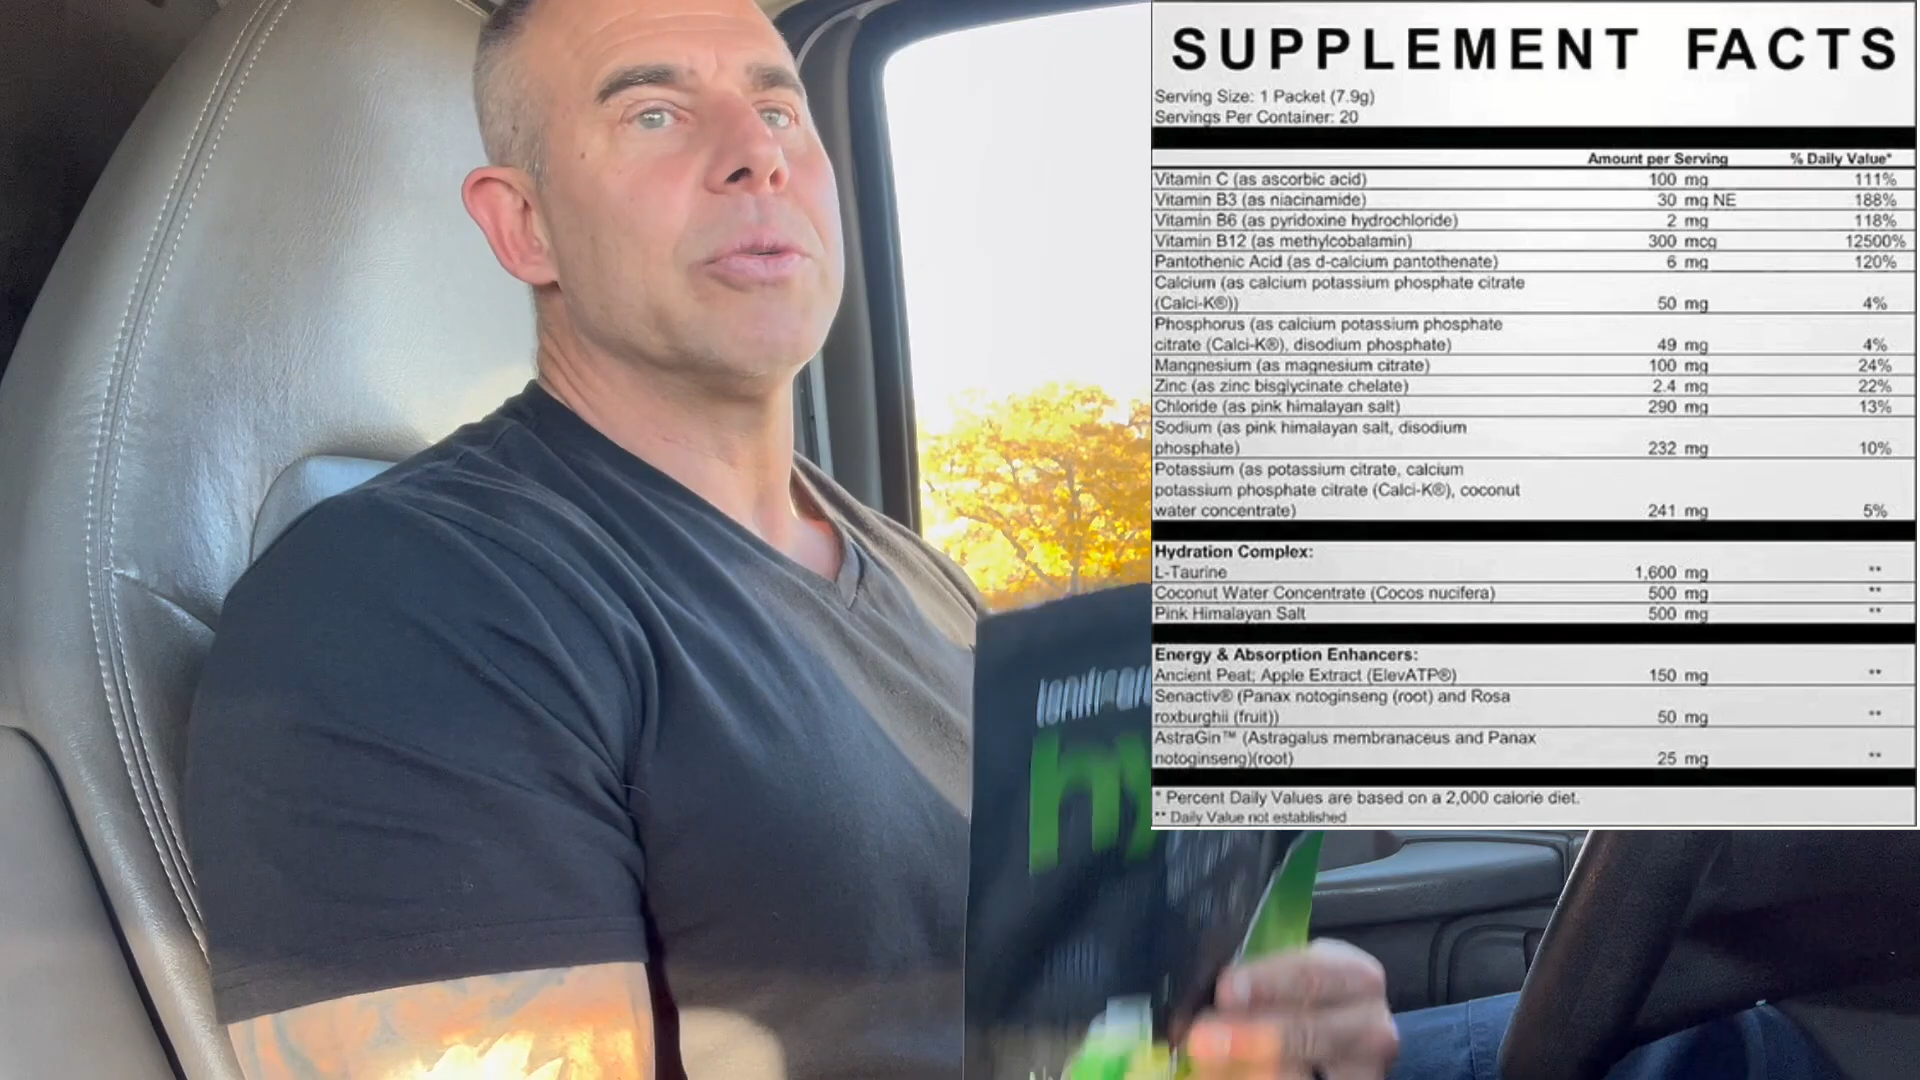 SUPPLEMENT FACTS
Serving Size: 1 Packet (7.9g)
Servings Per Container: 20
Amount per Serving % Daily Value*
Vitamin C (as ascorbic acid) 100 mg 111%
Vitamin B3 (as niacinamide) 30 mg NE 188%
Vitamin B6 (as pyridoxine hydrochloride) 2 mg 118%
Vitamin B12 (as methylcobalamin) 300 mcg 12500%
Pantothenic Acid (as d-calcium pantothenate) 6 mg 120%
Calcium (as calcium potassium phosphate citrate
(Calci-K®)) 50 mg 4%
Phosphorus (as calcium potassium phosphate
citrate (Calci-K®), disodium phosphate) 49 mg 4%
Mangnesium (as magnesium citrate) 100 mg 24%
Zinc (as zinc bisglycinate chelate) 2.4 mg 22%
Chloride (as pink himalayan salt) 290 mg 13%
Sodium (as pink himalayan salt, disodium
phosphate) 232 mg 10%
Potassium (as potassium citrate, calcium
potassium phosphate citrate (Calci-K®), coconut
water concentrate) 241 mg 5%
Hydration Complex:
L-Taurine 1,600 mg **
Coconut Water Concentrate (Cocos nucifera) 500 mg **
Pink Himalayan Salt 500 mg **
Energy & Absorption Enhancers:
Ancient Peat; Apple Extract (ElevATP®) 150 mg **
Senactiv® (Panax notoginseng (root) and Rosa
roxburghii (fruit)) 50 mg **
AstraGin™ (Astragalus membranaceus and Panax
notoginseng)(root) 25 mg **
* Percent Daily Values are based on a 2,000 calorie diet.
** Daily Value not established
hy